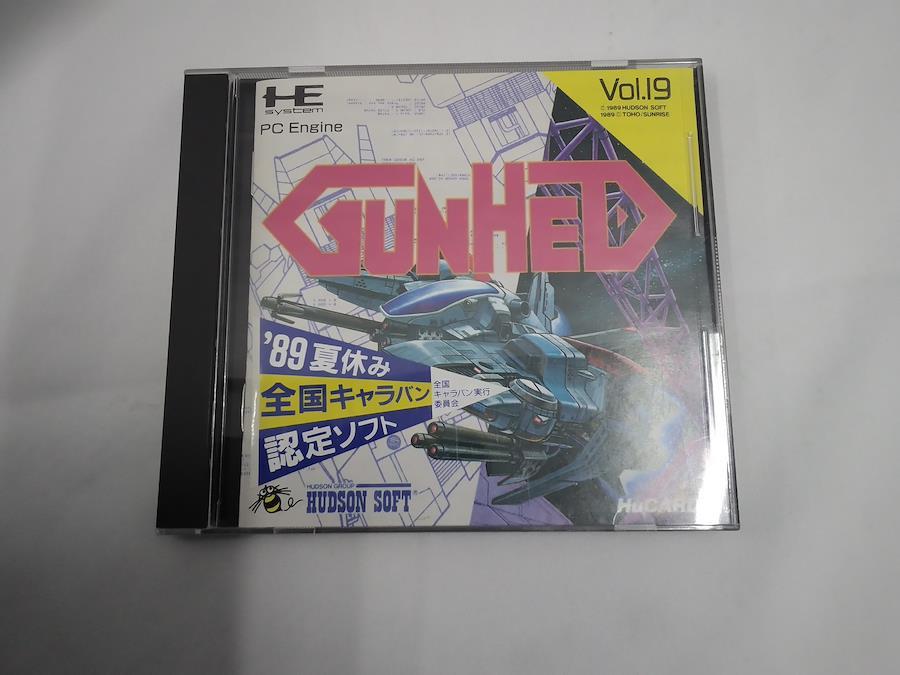 HE
system
PC Engine
Vol.19
© 1989 HUDSON SOFT
1989 © TOHO/SUNRISE
GUNHED
'89 夏休み
全国キャラバン
認定ソフト
全国
キャラバン実行
委員会
HUDSON GROUP
HUDSON SOFT®
HuCARD